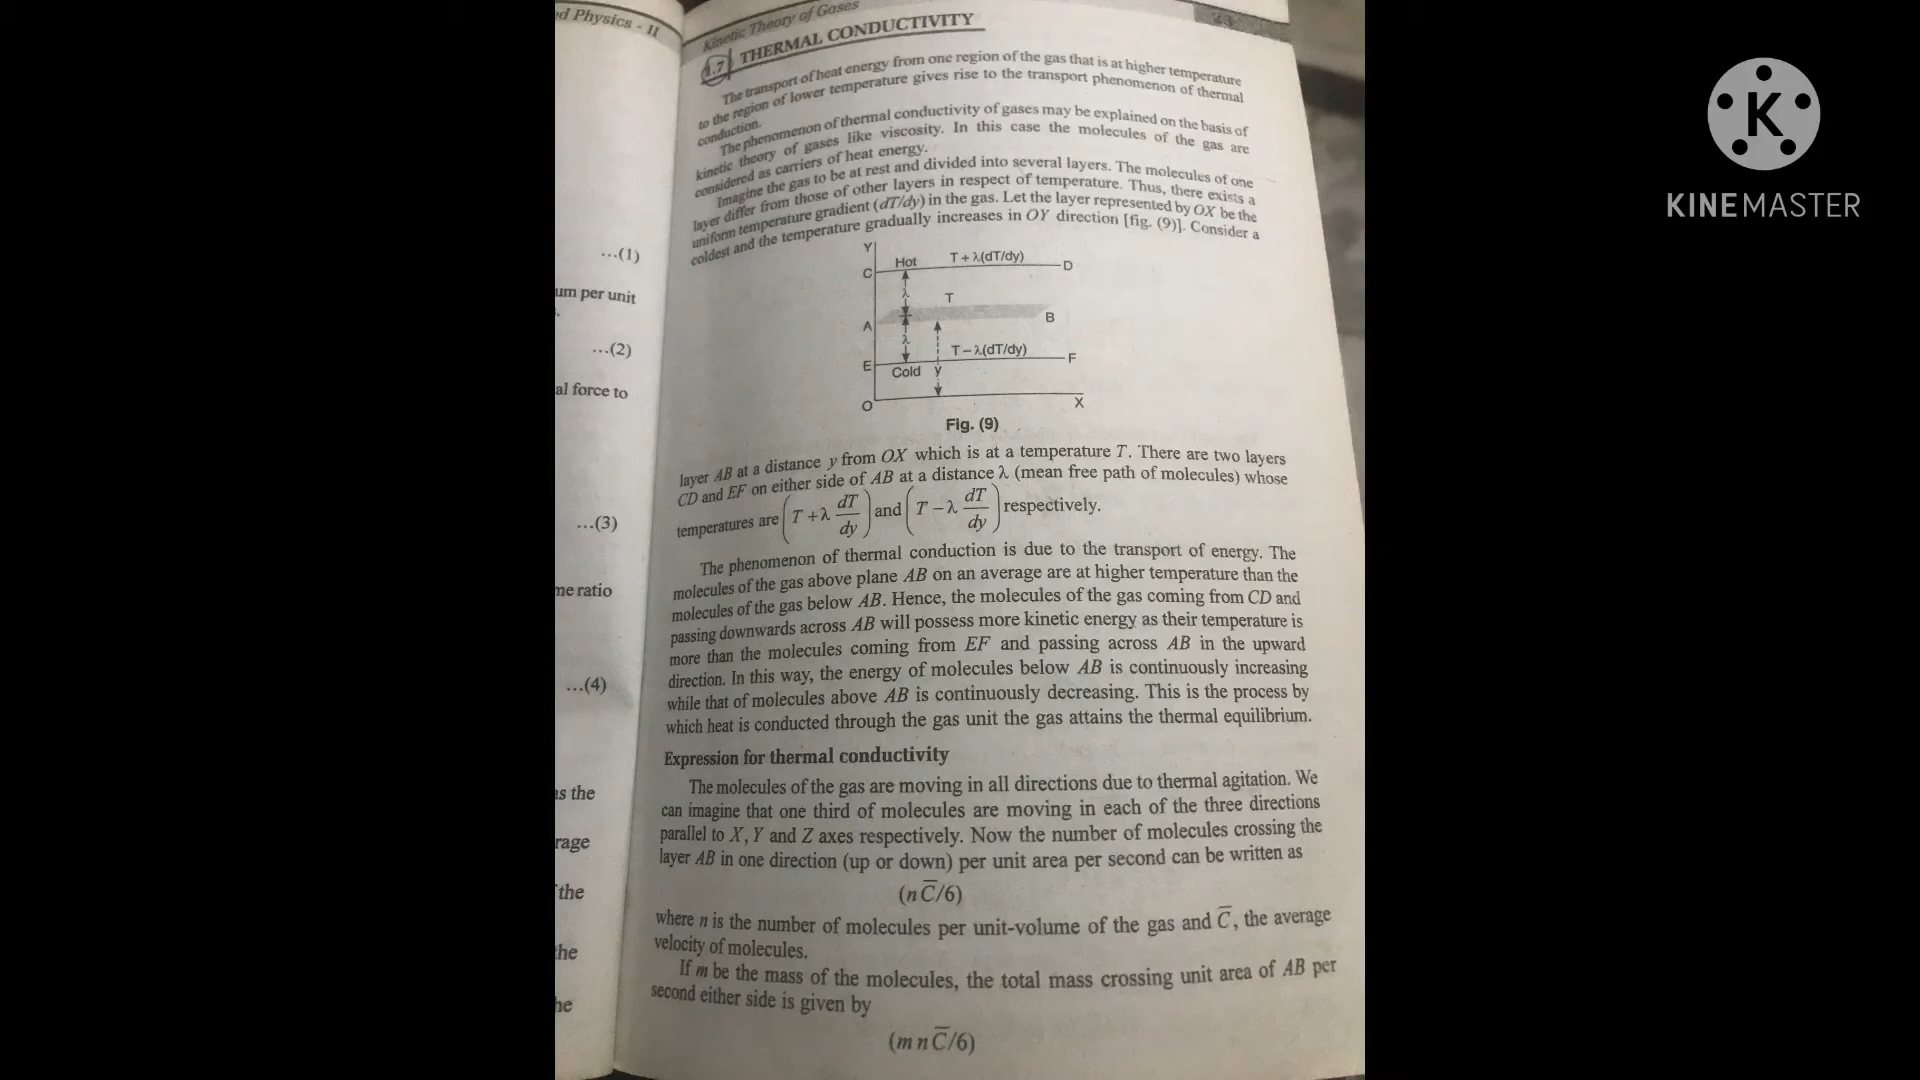 ed Physics - II
...(1)
um per unit
...(2)
al force to
...(3)
me ratio
...(4)
as the
rage
the
he
he
Kinetic Theory of Gases
23
1.7 THERMAL CONDUCTIVITY
The transport of heat energy from one region of the gas that is at higher temperature
to the region of lower temperature gives rise to the transport phenomenon of thermal
conduction.
The phenomenon of thermal conductivity of gases may be explained on the basis of
kinetic theory of gases like viscosity. In this case the molecules of the gas are
considered as carriers of heat energy.
Imagine the gas to be at rest and divided into several layers. The molecules of one
layer differ from those of other layers in respect of temperature. Thus, there exists a
uniform temperature gradient (dT/dy) in the gas. Let the layer represented by OX be the
coldest and the temperature gradually increases in OY direction [fig. (9)]. Consider a
Y
C Hot T + λ(dT/dy) D
λ T
A B
λ
E T − λ(dT/dy) F
Cold y
O X
Fig. (9)
layer AB at a distance y from OX which is at a temperature T. There are two layers
CD and EF on either side of AB at a distance λ (mean free path of molecules) whose
temperatures are (T + λ dT/dy) and (T − λ dT/dy) respectively.
The phenomenon of thermal conduction is due to the transport of energy. The
molecules of the gas above plane AB on an average are at higher temperature than the
molecules of the gas below AB. Hence, the molecules of the gas coming from CD and
passing downwards across AB will possess more kinetic energy as their temperature is
more than the molecules coming from EF and passing across AB in the upward
direction. In this way, the energy of molecules below AB is continuously increasing
while that of molecules above AB is continuously decreasing. This is the process by
which heat is conducted through the gas unit the gas attains the thermal equilibrium.
Expression for thermal conductivity
The molecules of the gas are moving in all directions due to thermal agitation. We
can imagine that one third of molecules are moving in each of the three directions
parallel to X, Y and Z axes respectively. Now the number of molecules crossing the
layer AB in one direction (up or down) per unit area per second can be written as
(n C̅/6)
where n is the number of molecules per unit-volume of the gas and C̅, the average
velocity of molecules.
If m be the mass of the molecules, the total mass crossing unit area of AB per
second either side is given by
(m n C̅/6)
K
KINEMASTER